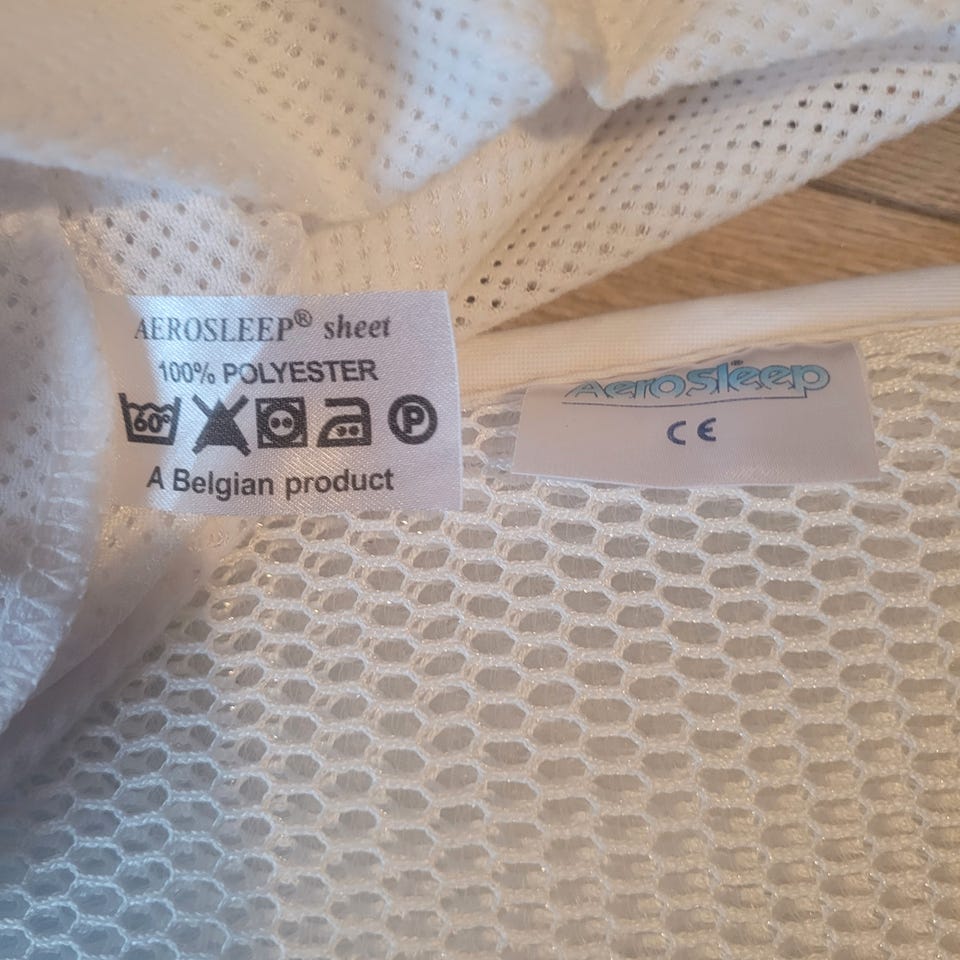 AEROSLEEP® sheet
100% POLYESTER
60° P
A Belgian product
AeroSleep
CE